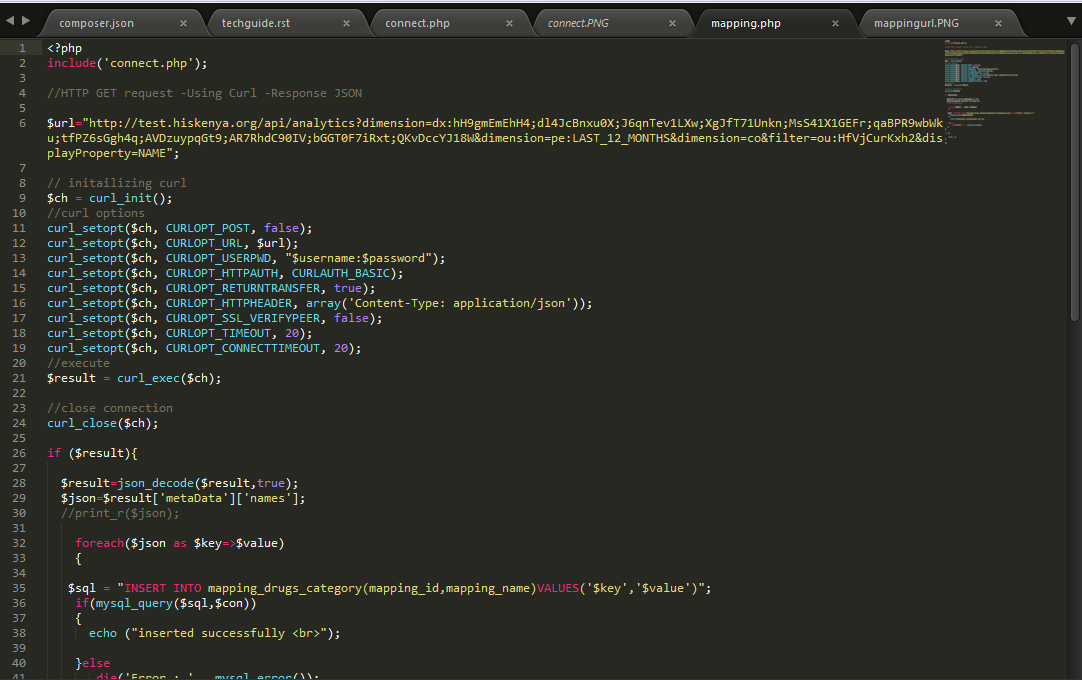 composer.json × techguide.rst × connect.php × connect.PNG × mapping.php × mappingurl.PNG ×
1 <?php
2 include('connect.php');
3
4 //HTTP GET request -Using Curl -Response JSON
5
6 $url="http://test.hiskenya.org/api/analytics?dimension=dx:hH9gmEmEhH4;dl4JcBnxu0X;J6qnTev1LXw;XgJfT71Unkn;MsS41X1GEFr;qaBPR9wbWk
u;tfPZ6sGgh4q;AVDzuypqGt9;AR7RhdC90IV;bGGT0F7iRxt;QKvDccYJ18W&dimension=pe:LAST_12_MONTHS&dimension=co&filter=ou:HfVjCurKxh2&dis
playProperty=NAME";
7
8 // initailizing curl
9 $ch = curl_init();
10 //curl options
11 curl_setopt($ch, CURLOPT_POST, false);
12 curl_setopt($ch, CURLOPT_URL, $url);
13 curl_setopt($ch, CURLOPT_USERPWD, "$username:$password");
14 curl_setopt($ch, CURLOPT_HTTPAUTH, CURLAUTH_BASIC);
15 curl_setopt($ch, CURLOPT_RETURNTRANSFER, true);
16 curl_setopt($ch, CURLOPT_HTTPHEADER, array('Content-Type: application/json'));
17 curl_setopt($ch, CURLOPT_SSL_VERIFYPEER, false);
18 curl_setopt($ch, CURLOPT_TIMEOUT, 20);
19 curl_setopt($ch, CURLOPT_CONNECTTIMEOUT, 20);
20 //execute
21 $result = curl_exec($ch);
22
23 //close connection
24 curl_close($ch);
25
26 if ($result){
27
28 $result=json_decode($result,true);
29 $json=$result['metaData']['names'];
30 //print_r($json);
31
32 foreach($json as $key=>$value)
33 {
34
35 $sql = "INSERT INTO mapping_drugs_category(mapping_id,mapping_name)VALUES('$key','$value')";
36 if(mysql_query($sql,$con))
37 {
38 echo ("inserted successfully <br>");
39
40 }else
41 die('Error : ' . mysql_error());